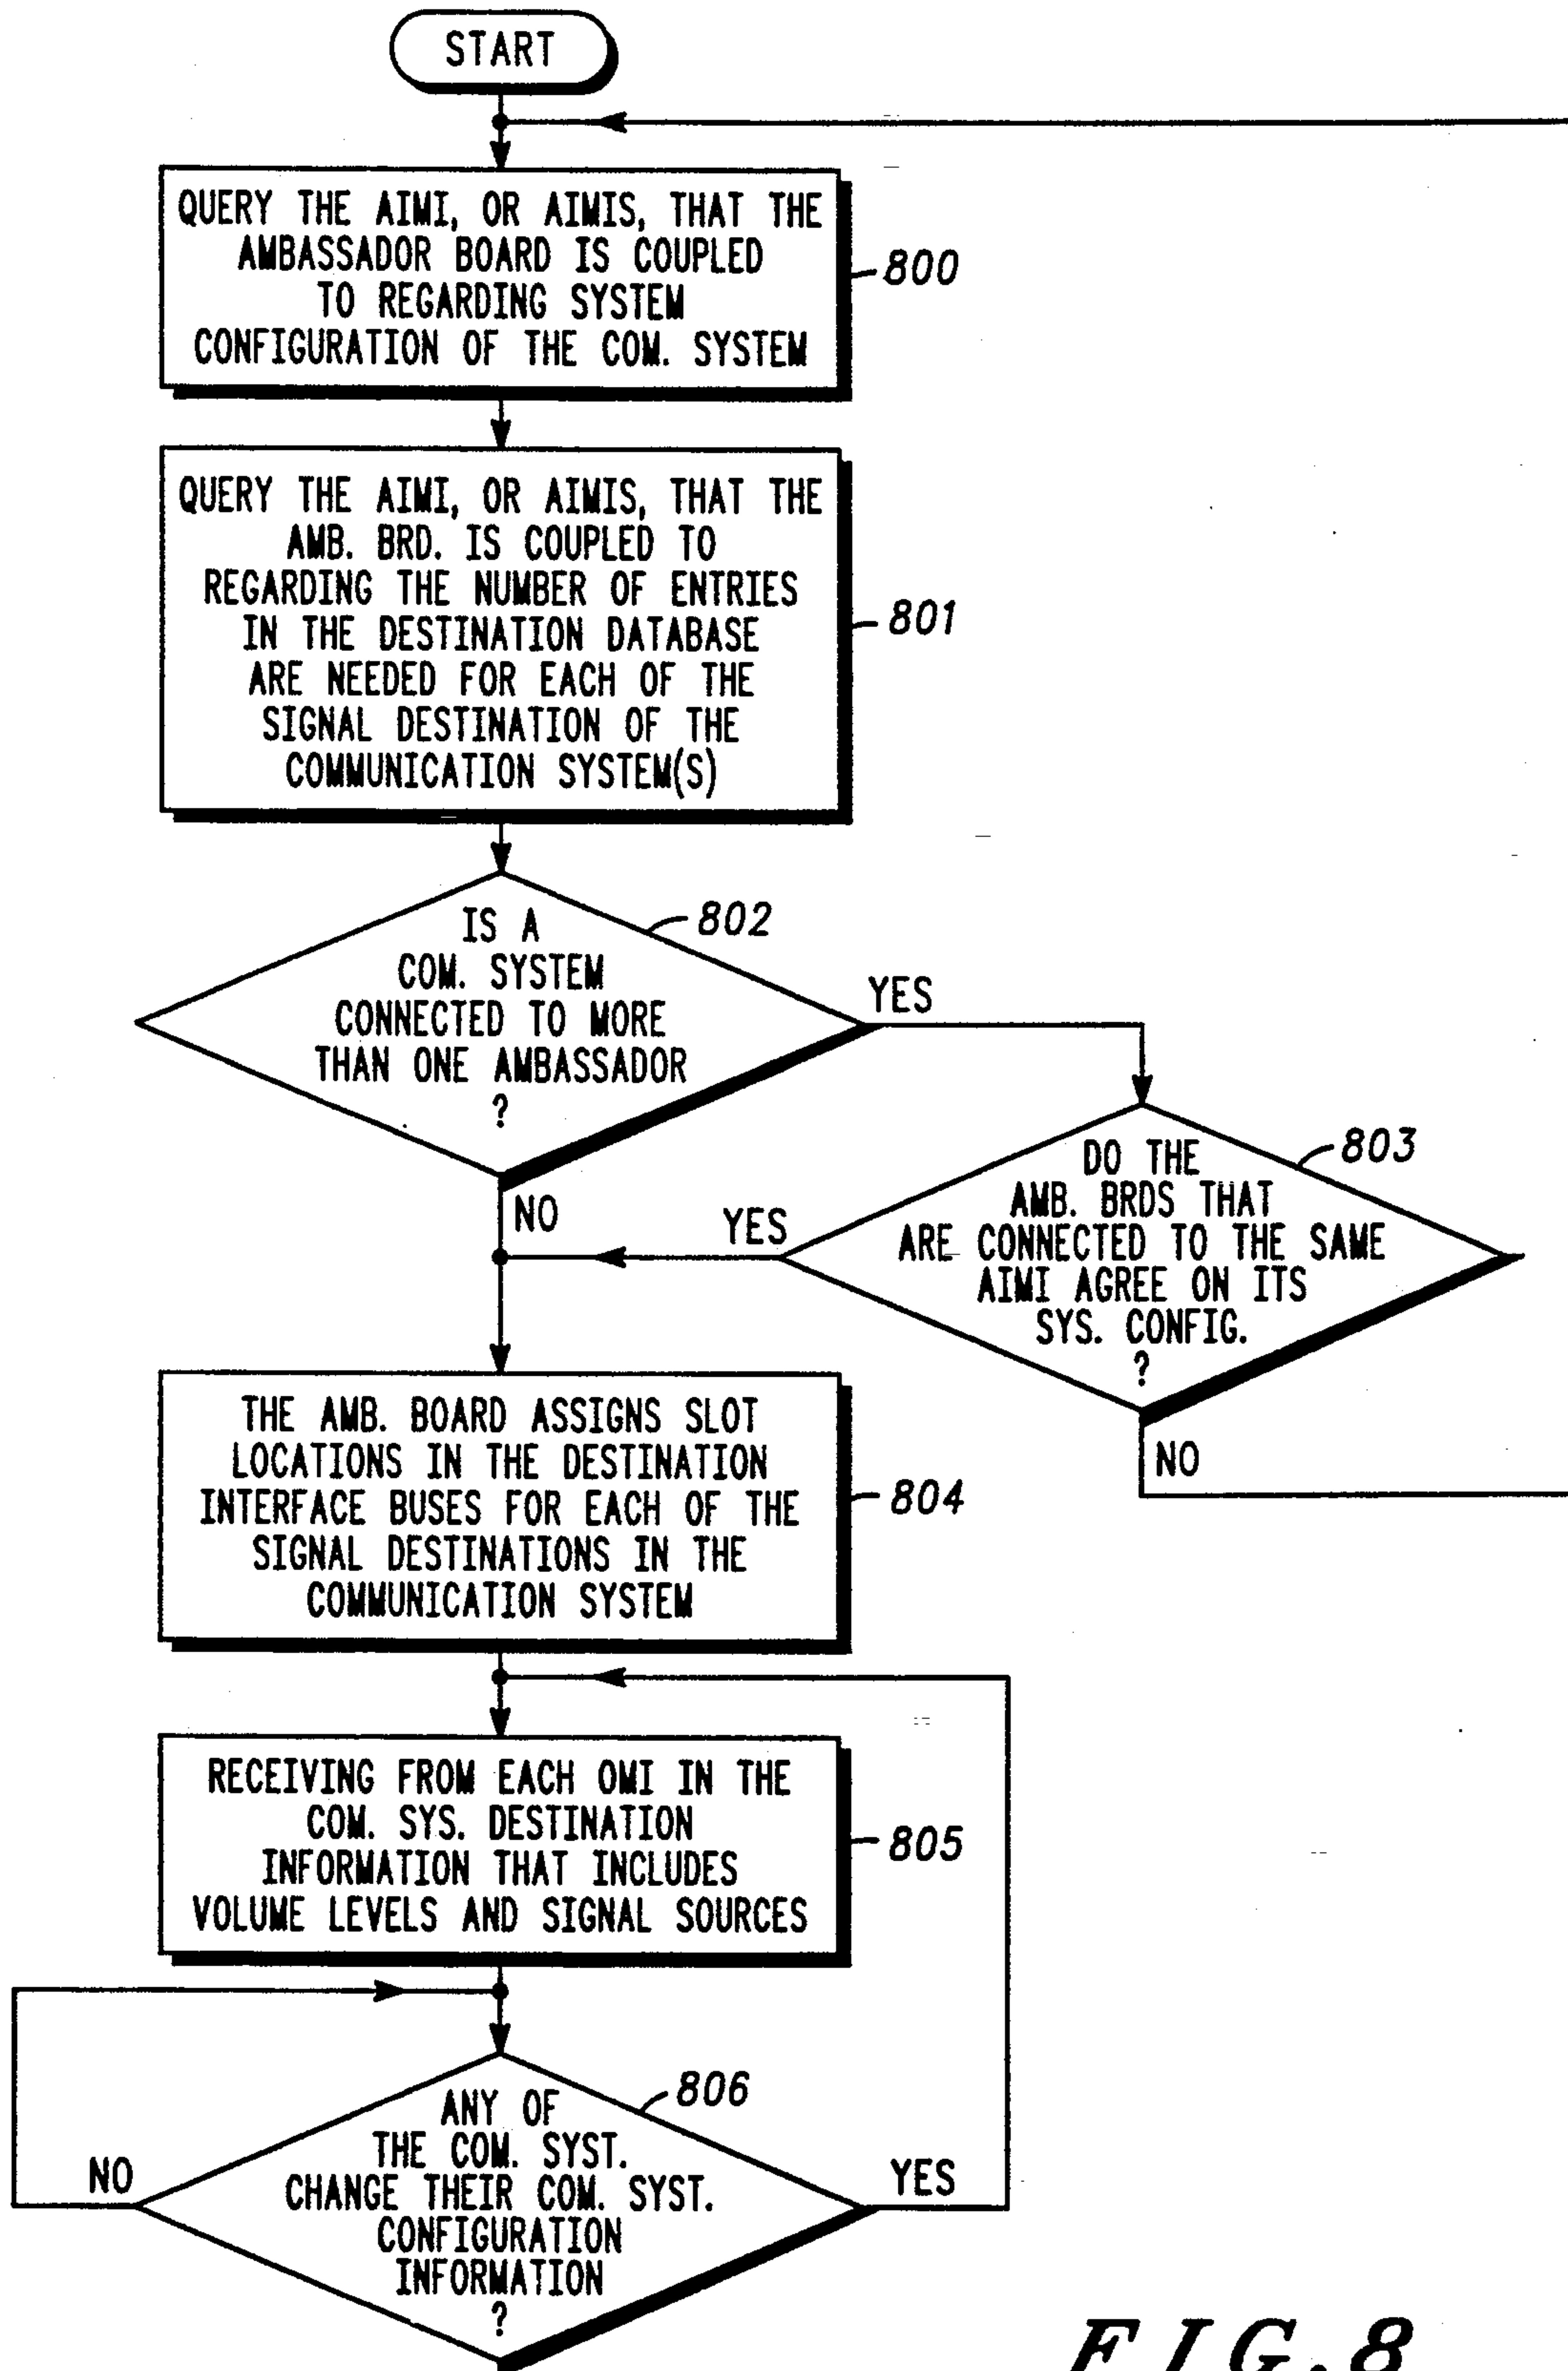 START
QUERY THE AIMI, OR AIMIS, THAT THE
AMBASSADOR BOARD IS COUPLED
TO REGARDING SYSTEM
CONFIGURATION OF THE COM. SYSTEM
800
QUERY THE AIMI, OR AIMIS, THAT THE
AMB. BRD. IS COUPLED TO
REGARDING THE NUMBER OF ENTRIES
IN THE DESTINATION DATABASE
ARE NEEDED FOR EACH OF THE
SIGNAL DESTINATION OF THE
COMMUNICATION SYSTEM(S)
801
IS A
COM. SYSTEM
CONNECTED TO MORE
THAN ONE AMBASSADOR
?
802
YES
NO
DO THE
AMB. BRDS THAT
ARE CONNECTED TO THE SAME
AIMI AGREE ON ITS
SYS. CONFIG.
?
803
YES
NO
THE AMB. BOARD ASSIGNS SLOT
LOCATIONS IN THE DESTINATION
INTERFACE BUSES FOR EACH OF THE
SIGNAL DESTINATIONS IN THE
COMMUNICATION SYSTEM
804
RECEIVING FROM EACH OMI IN THE
COM. SYS. DESTINATION
INFORMATION THAT INCLUDES
VOLUME LEVELS AND SIGNAL SOURCES
805
ANY OF
THE COM. SYST.
CHANGE THEIR COM. SYST.
CONFIGURATION
INFORMATION
?
806
NO
YES
FIG.8